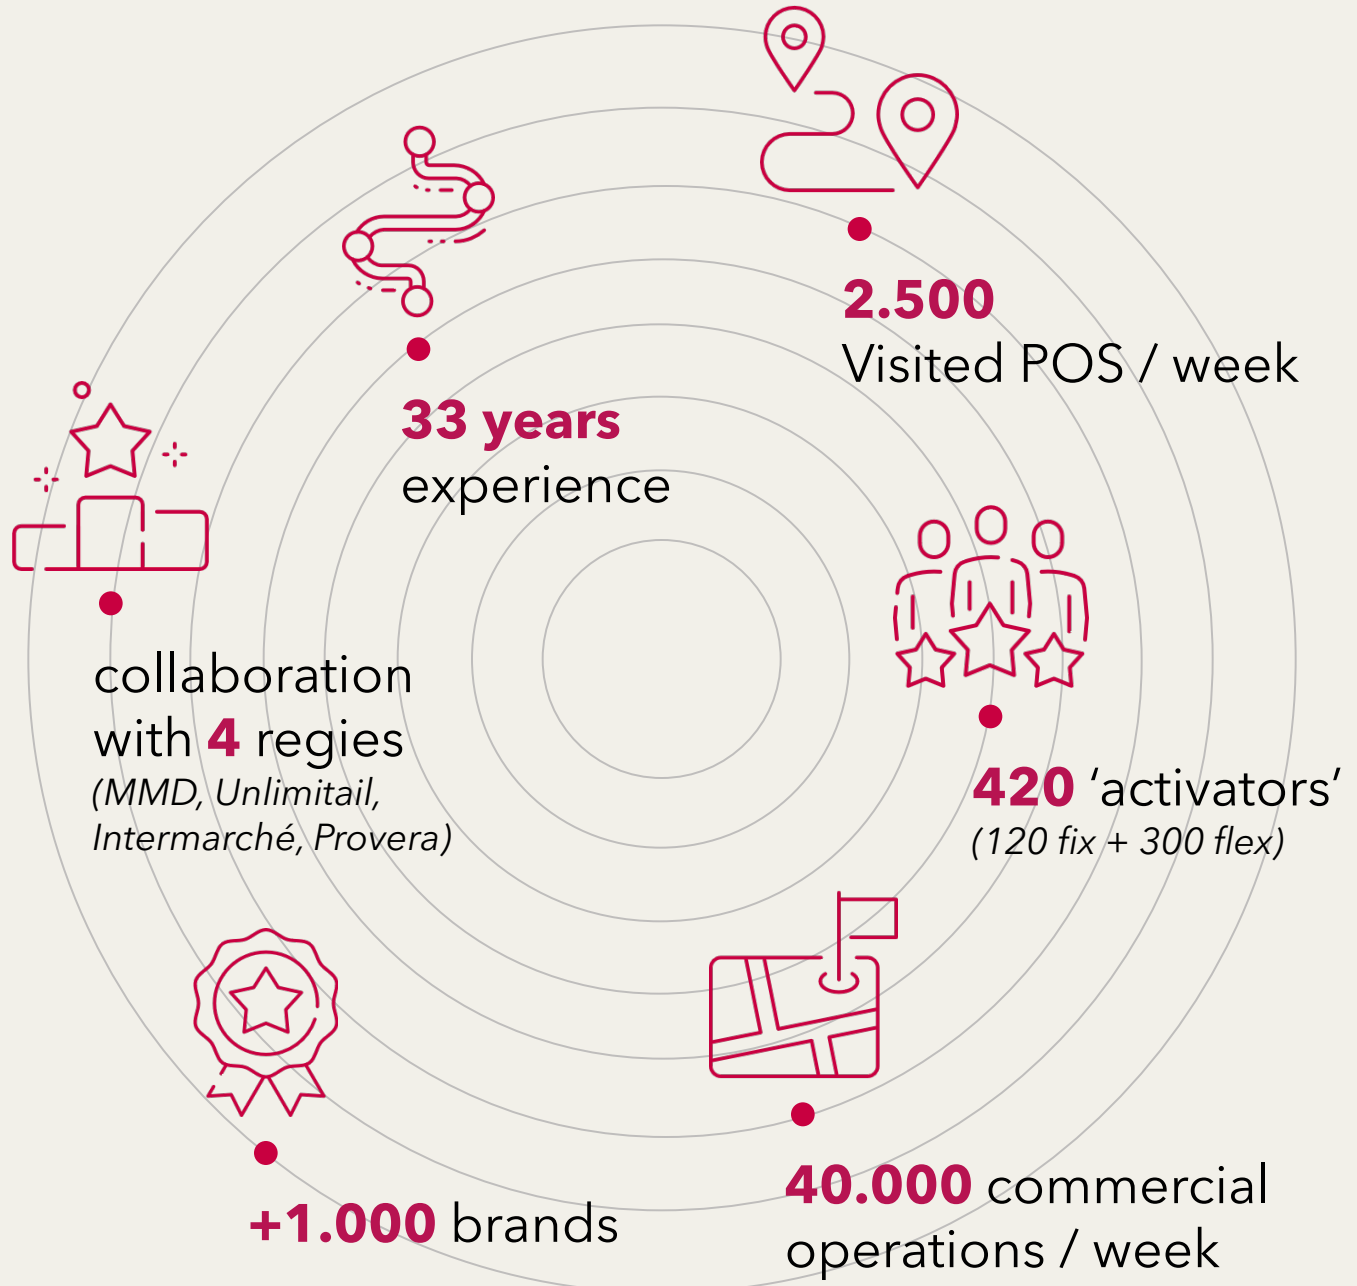 2.500
Visited POS / week
33 years
experience
collaboration
with 4 regies
(MMD, Unlimitail,
Intermarché, Provera)
420 ‘activators’
(120 fix + 300 flex)
+1.000 brands
40.000 commercial
operations / week